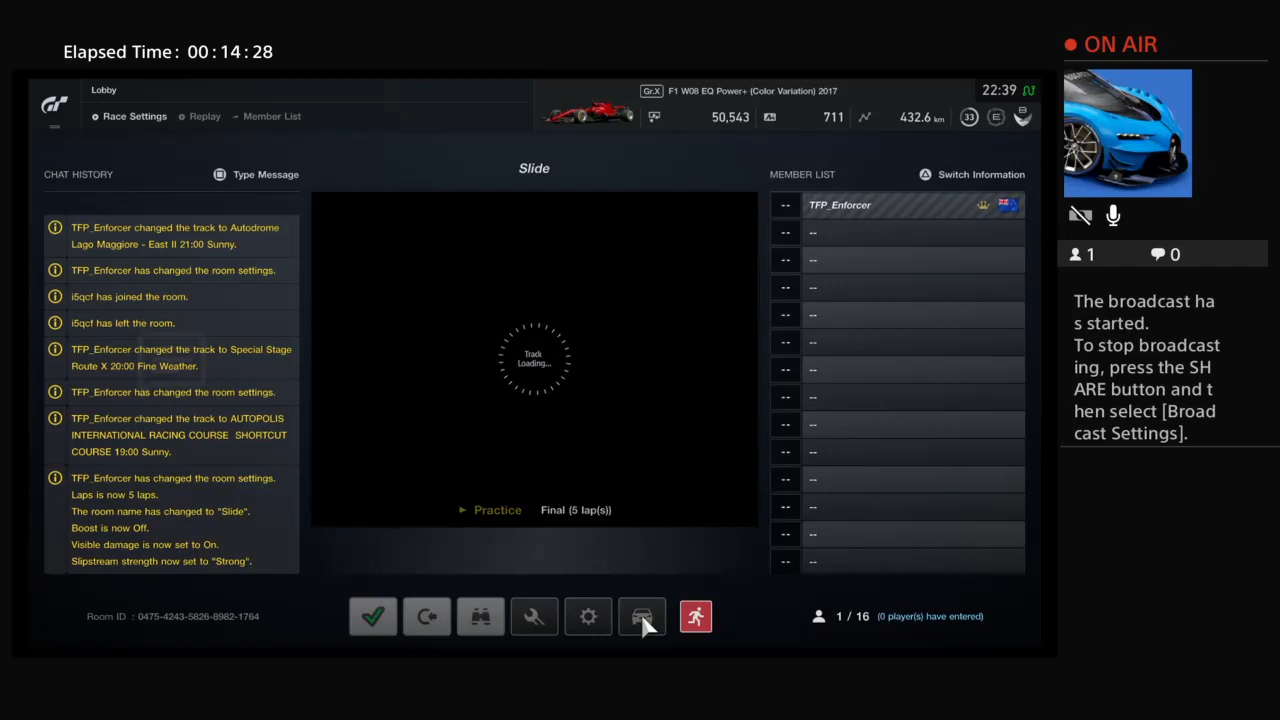 Elapsed Time: 00:14:28
ON AIR
Lobby
Race Settings
Replay
Member List
Gr.X F1 W08 EQ Power+ (Color Variation) 2017
50,543
711
432.6 km
33
E
B
22:39
1
0
The broadcast ha
s started.
To stop broadcast
ing, press the SH
ARE button and t
hen select [Broad
cast Settings].
CHAT HISTORY
Type Message
TFP_Enforcer changed the track to Autodrome
Lago Maggiore - East II 21:00 Sunny.
TFP_Enforcer has changed the room settings.
i5qcf has joined the room.
i5qcf has left the room.
TFP_Enforcer changed the track to Special Stage
Route X 20:00 Fine Weather.
TFP_Enforcer has changed the room settings.
TFP_Enforcer changed the track to AUTOPOLIS
INTERNATIONAL RACING COURSE SHORTCUT
COURSE 19:00 Sunny.
TFP_Enforcer has changed the room settings.
Laps is now 5 laps.
The room name has changed to "Slide".
Boost is now Off.
Visible damage is now set to On.
Slipstream strength now set to "Strong".
Slide
Track
Loading...
Practice
Final (5 lap(s))
MEMBER LIST
Switch Information
-- TFP_Enforcer
-- --
-- --
-- --
-- --
-- --
-- --
-- --
-- --
-- --
-- --
-- --
-- --
-- --
Room ID : 0475-4243-5826-8982-1764
1 / 16 (0 player(s) have entered)